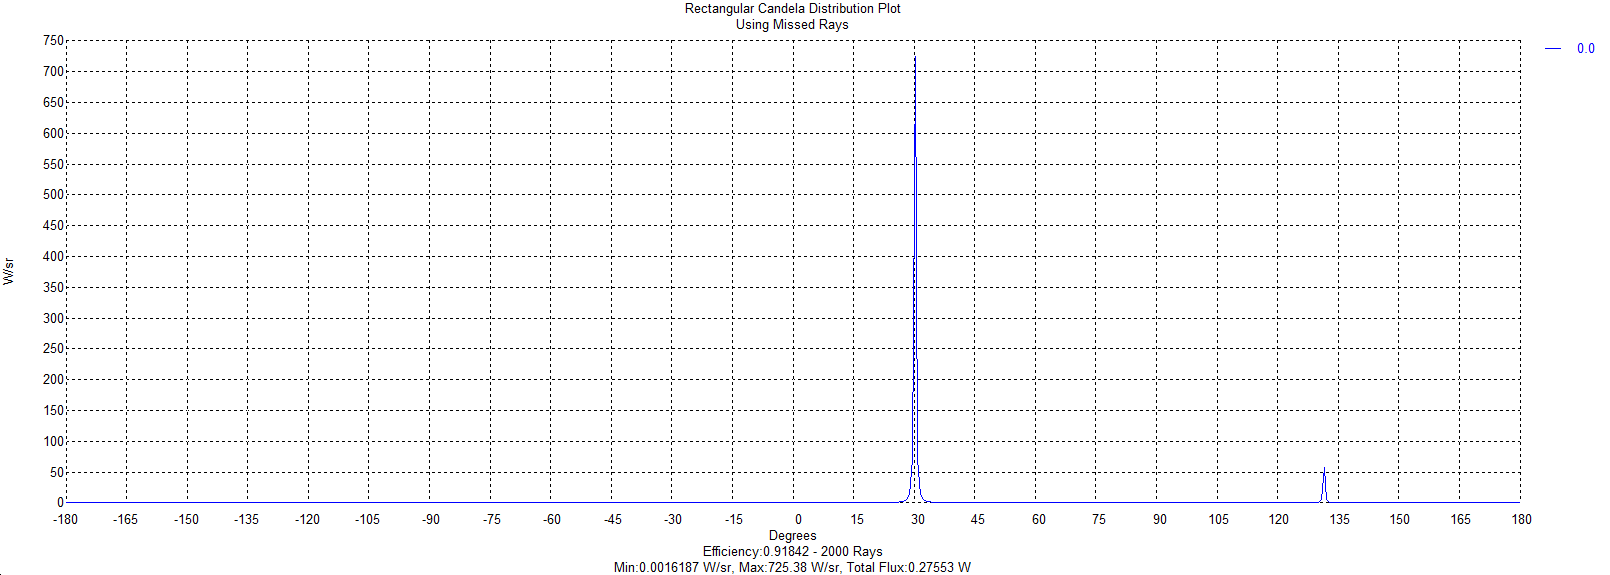 Rectangular Candela Distribution Plot
Using Missed Rays
0.0
750
700
650
600
550
500
450
400
350
300
250
200
150
100
50
0
W/sr
-180 -165 -150 -135 -120 -105 -90 -75 -60 -45 -30 -15 0 15 30 45 60 75 90 105 120 135 150 165 180
Degrees
Efficiency:0.91842 - 2000 Rays
Min:0.0016187 W/sr, Max:725.38 W/sr, Total Flux:0.27553 W